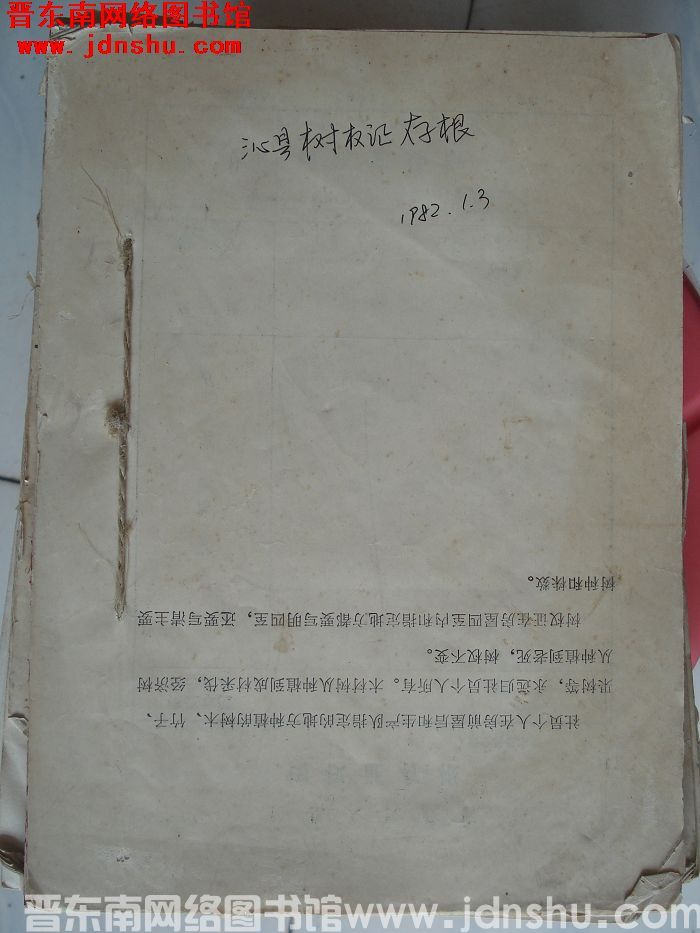 晋东南网络图书馆
www.jdnshu.com
沁县树权证存根
1982.1.3
社员个人在房前屋后和生产队指定的地方种植的树木、竹子、
果树等,永远归社员个人所有。木材树从种植到成材采伐,经济树
从种植到老死,树权不变。
树权证在房屋四至内和指定地方都要写明四至,还要写清主要
树种和株数。
晋东南网络图书馆 www.jdnshu.com